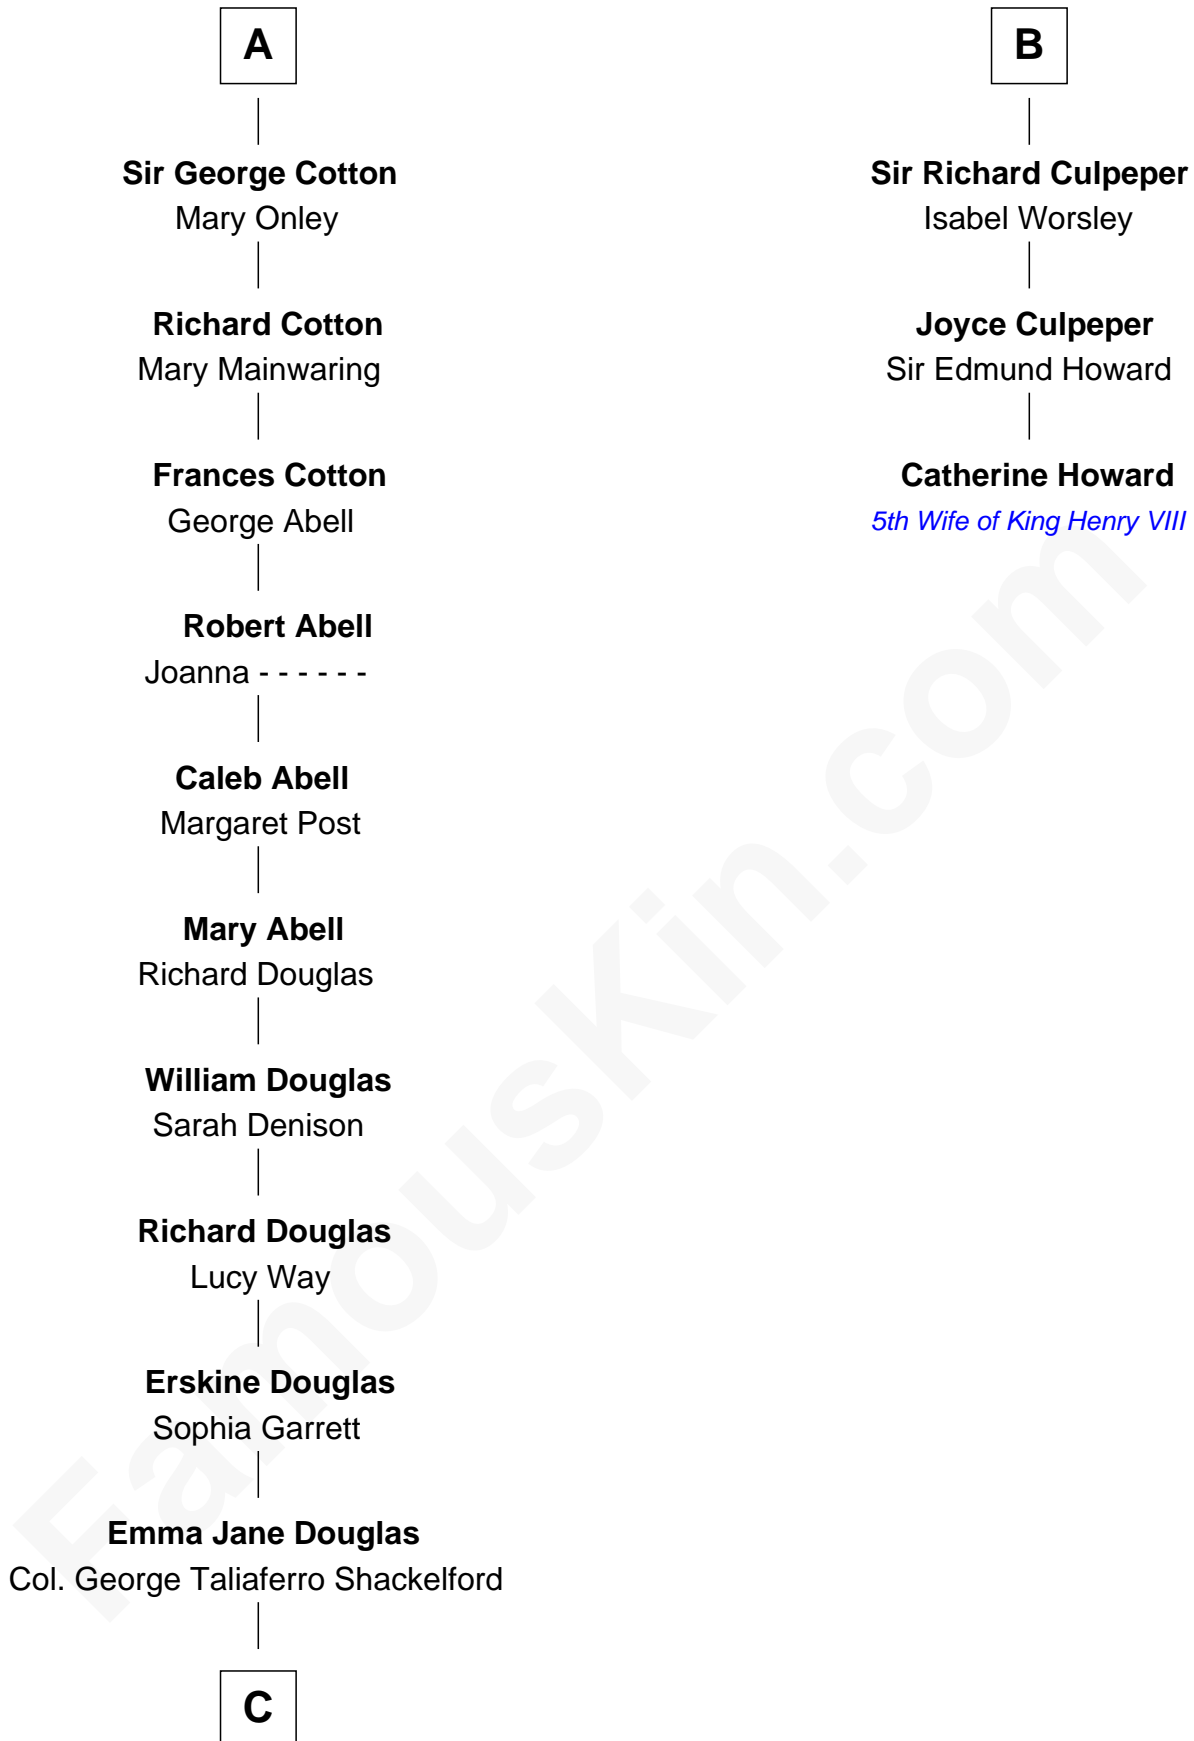 A
Sir George Cotton
Mary Onley
Richard Cotton
Mary Mainwaring
Frances Cotton
George Abell
Robert Abell
Joanna - - - - - -
Caleb Abell
Margaret Post
Mary Abell
Richard Douglas
William Douglas
Sarah Denison
Richard Douglas
Lucy Way
Erskine Douglas
Sophia Garrett
Emma Jane Douglas
Col. George Taliaferro Shackelford
C
B
Sir Richard Culpeper
Isabel Worsley
Joyce Culpeper
Sir Edmund Howard
Catherine Howard
5th Wife of King Henry VIII
FamousKin.com